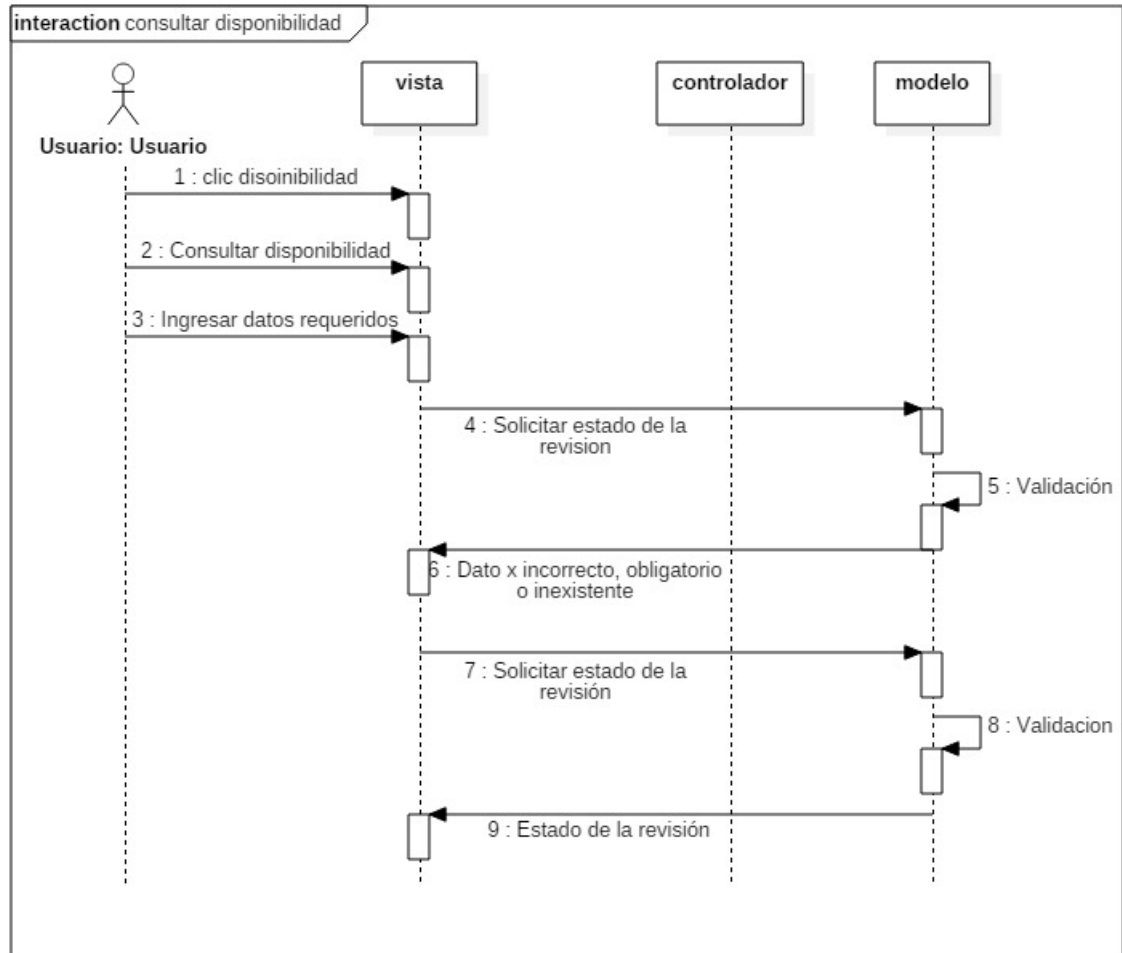 interaction consultar disponibilidad
vista
controlador
modelo
Usuario: Usuario
1 : clic disoinibilidad
2 : Consultar disponibilidad
3 : Ingresar datos requeridos
4 : Solicitar estado de la
revision
5 : Validación
6 : Dato x incorrecto, obligatorio
o inexistente
7 : Solicitar estado de la
revisión
8 : Validacion
9 : Estado de la revisión